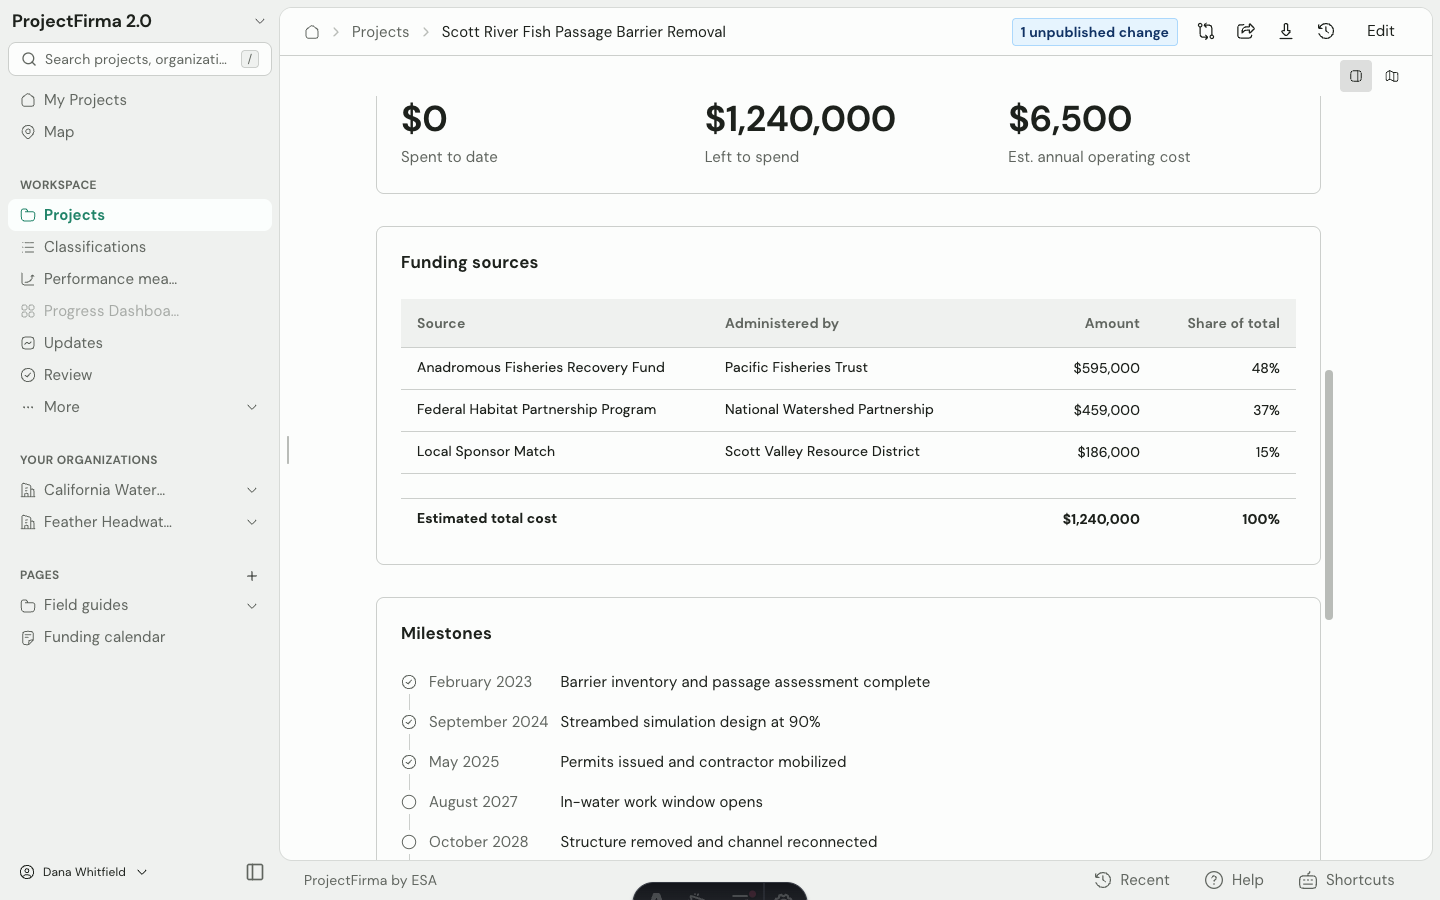 ProjectFirma 2.0
Search projects, organizati...
/
My Projects
Map
WORKSPACE
Projects
Classifications
Performance mea...
Progress Dashboa...
Updates
Review
More
YOUR ORGANIZATIONS
California Water...
Feather Headwat...
PAGES
Field guides
Funding calendar
Dana Whitfield
Projects
Scott River Fish Passage Barrier Removal
1 unpublished change
Edit
$0
Spent to date
$1,240,000
Left to spend
$6,500
Est. annual operating cost
Funding sources
Source Administered by Amount Share of total
Anadromous Fisheries Recovery Fund Pacific Fisheries Trust $595,000 48%
Federal Habitat Partnership Program National Watershed Partnership $459,000 37%
Local Sponsor Match Scott Valley Resource District $186,000 15%
Estimated total cost $1,240,000 100%
Milestones
February 2023 Barrier inventory and passage assessment complete
September 2024 Streambed simulation design at 90%
May 2025 Permits issued and contractor mobilized
August 2027 In-water work window opens
October 2028 Structure removed and channel reconnected
ProjectFirma by ESA
Recent
Help
Shortcuts